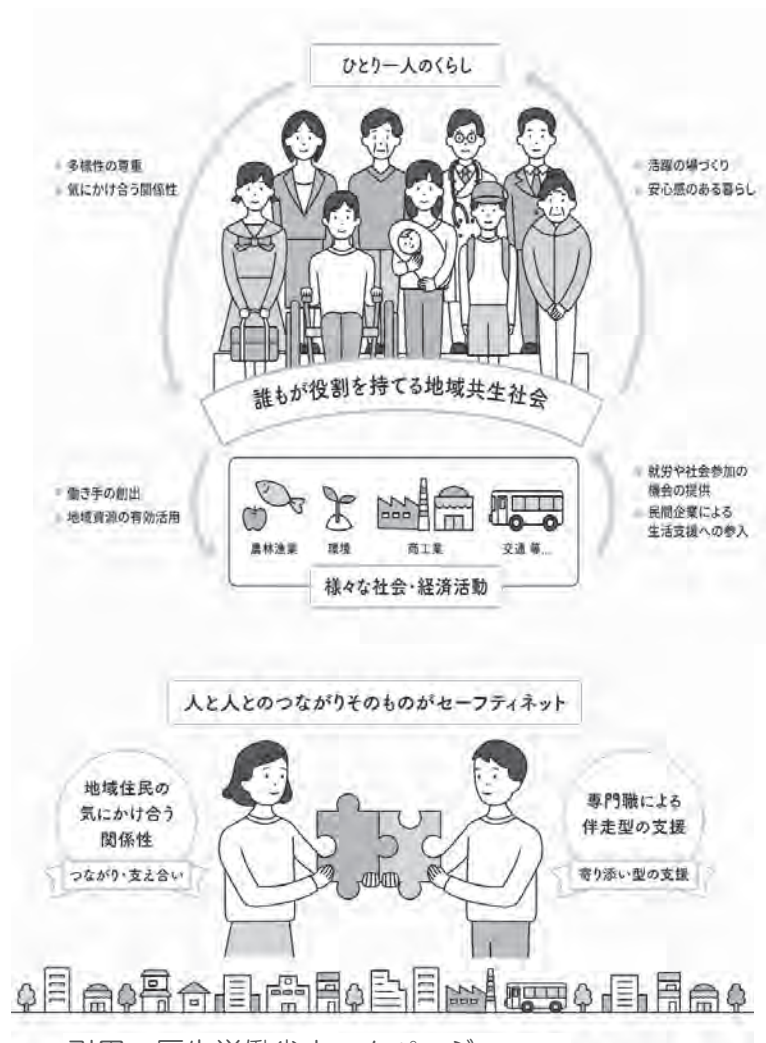 ひとり一人のくらし
多様性の尊重
気にかけ合う関係性
活躍の場づくり
安心感のある暮らし
誰もが役割を持てる地域共生社会
働き手の創出
地域資源の有効活用
就労や社会参加の
機会の提供
民間企業による
生活支援への参入
農林漁業
環境
商工業
交通 等...
様々な社会・経済活動
人と人とのつながりそのものがセーフティネット
地域住民の
気にかけ合う
関係性
つながり・支え合い
専門職による
伴走型の支援
寄り添い型の支援